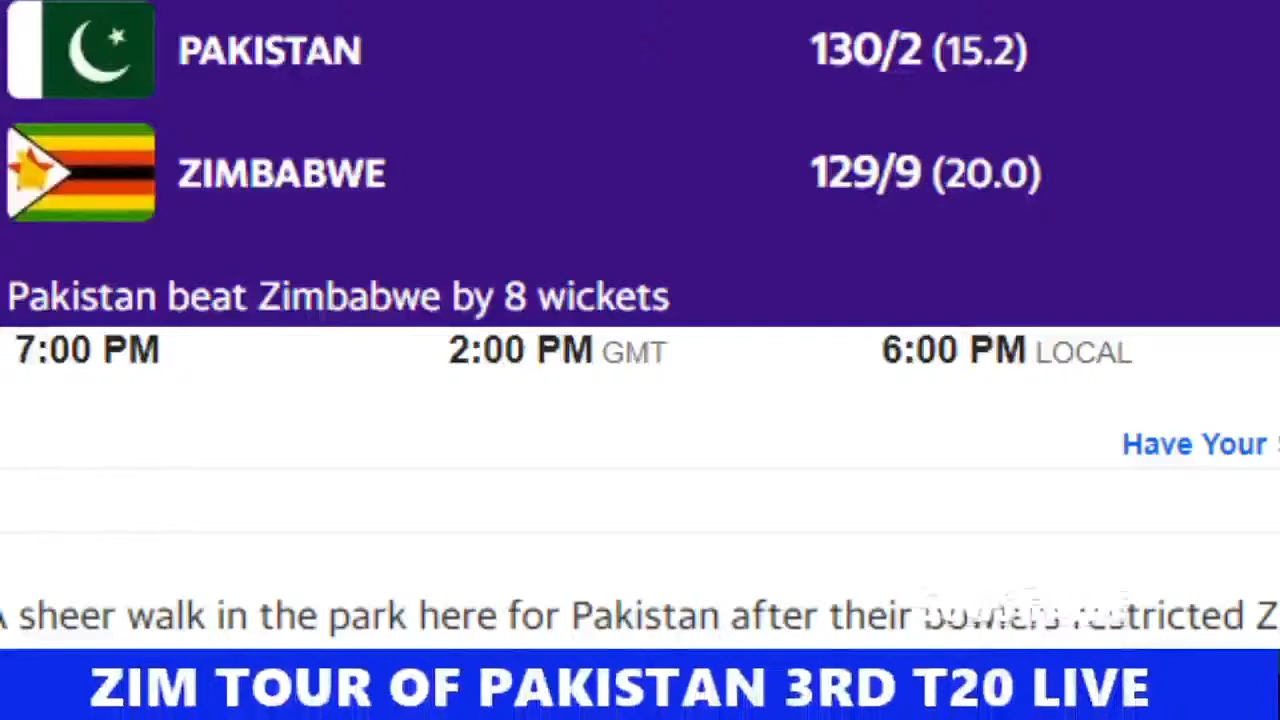 PAKISTAN 130/2 (15.2)
ZIMBABWE 129/9 (20.0)
Pakistan beat Zimbabwe by 8 wickets
7:00 PM 2:00 PM GMT 6:00 PM LOCAL
Have Your
A sheer walk in the park here for Pakistan after their bowlers restricted Z
ZIM TOUR OF PAKISTAN 3RD T20 LIVE